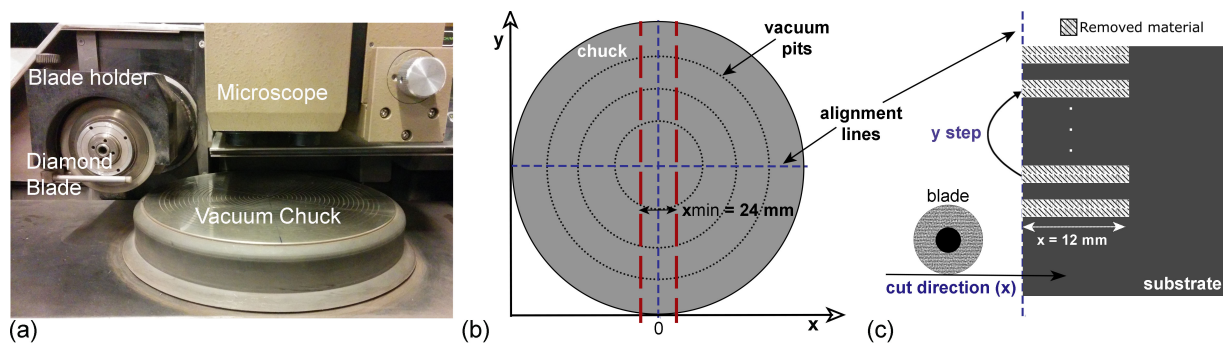 Blade holder
Microscope
Diamond
Blade
Vacuum Chuck
(a)
y
chuck
vacuum
pits
alignment
lines
xmin = 24 mm
0
x
(b)
Removed material
y step
blade
x = 12 mm
cut direction (x)
substrate
(c)